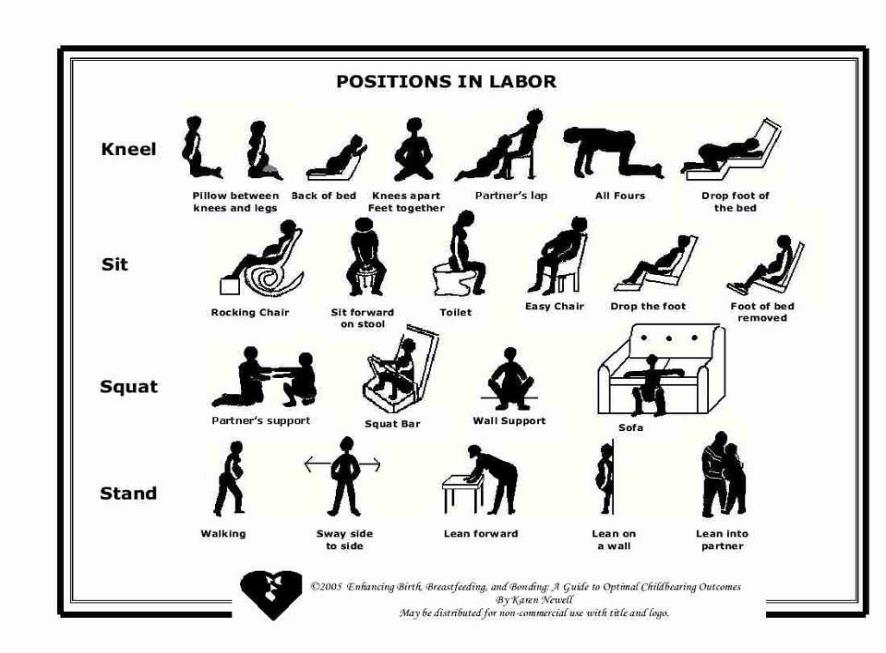 POSITIONS IN LABOR
Kneel
Pillow between
knees and legs
Back of bed
Knees apart
Feet together
Partner's lap
All Fours
Drop foot of
the bed
Sit
Rocking Chair
Sit forward
on stool
Toilet
Easy Chair
Drop the foot
Foot of bed
removed
Squat
Partner's support
Squat Bar
Wall Support
Sofa
Stand
Walking
Sway side
to side
Lean forward
Lean on
a wall
Lean into
partner
©2005 Enhancing Birth, Breastfeeding, and Bonding: A Guide to Optimal Childbearing Outcomes
By Karen Newell
May be distributed for non-commercial use with title and logo.